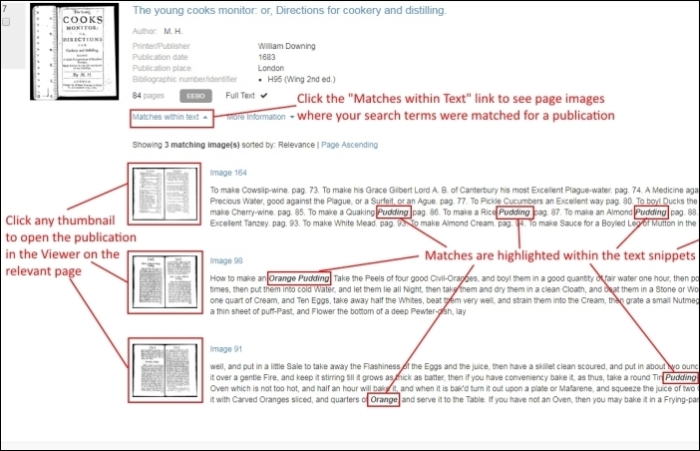 7
The young cooks monitor: or, Directions for cookery and distilling.
COOKS
MONITOR:
DIRECTIONS
By M. H.
Author: M. H.
Printer/Publisher William Downing
Publication date 1683
Publication place London
Bibliographic number/identifier • H95 (Wing 2nd ed.)
84 pages EEBO Full Text ✔
Matches within text More Information
Click the "Matches within Text" link to see page images
where your search terms were matched for a publication
Showing 3 matching image(s) sorted by: Relevance | Page Ascending
Click any thumbnail
to open the publication
in the Viewer on the
relevant page
Image 164
To make Cowslip-wine. pag. 73. To make his Grace Gilbert Lord A. B. of Canterbury his most Excellent Plague-water. pag. 74. A Medicine aga
Precious Water, good against the Plague, or a Surfeit, or an Ague. pag. 77. To Pickle Cucumbers an Excellent way pag. 80. To boyl Ducks the
make Cherry-wine. pag. 85. To make a Quaking Pudding pag. 86. To make a Rice Pudding pag. 87. To make an Almond Pudding pag. 88.
Excellent Tanzey. pag. 93. To make White Mead. pag. 93. To make Almond Cream. pag. 94. To make Sauce for a Boyled Leg of Mutton in the
Matches are highlighted within the text snippets
Image 98
How to make an Orange Pudding Take the Peels of four good Civil-Oranges, and boyl them in a good quantity of fair water one hour, then po
times, then put them into cold Water, and let them lie all Night, then take them and dry them in a clean Cloath, and beat them in a Stone or Wo
one quart of Cream, and Ten Eggs, take away half the Whites, beat them very well, and strain them into the Cream, then grate a small Nutmeg
a thin sheet of puff-Past, and Flower the bottom of a deep Pewter-dish, lay
Image 91
well, and put in a little Sale to take away the Flashiness of the Eggs and the juice, then have a skillet clean scoured, and put in about two ounc
it over a gentle Fire, and keep it stirring till it grows as thick as batter, then if you have conveniency bake it, as thus, take a round Tin Pudding
Oven which is not too hot, and half an hour will bake it, and when it is bak'd turn it out upon a plate or Mafarene, and squeeze the juice of two
it with Carved Oranges sliced, and quarters of Orange and serve it to the Table. If you have not an Oven, then you may bake it in a Frying-pan